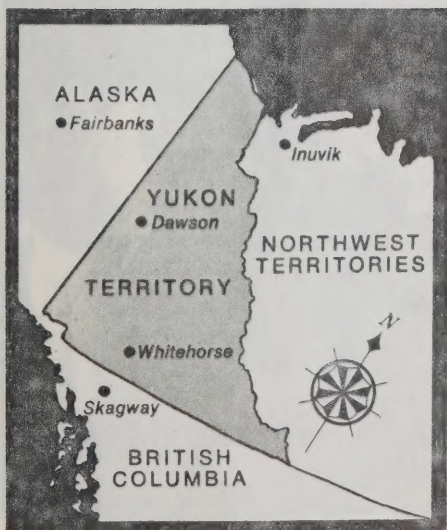 ALASKA
Fairbanks
Inuvik
YUKON
Dawson
NORTHWEST
TERRITORIES
TERRITORY
N
Whitehorse
Skagway
BRITISH
COLUMBIA